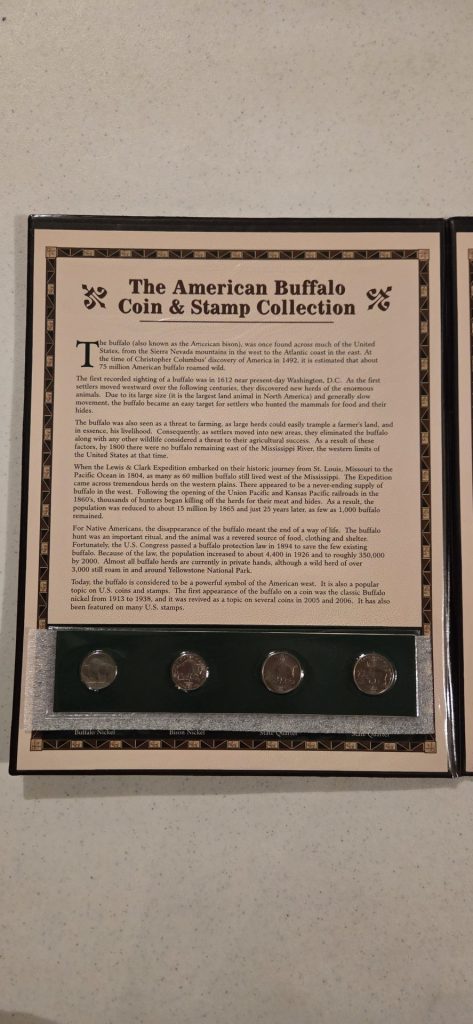 The American Buffalo
Coin & Stamp Collection
The buffalo (also known as the American bison), was once found across much of the United
States, from the Sierra Nevada mountains in the west to the Atlantic coast in the east. At
the time of Christopher Columbus' discovery of America in 1492, it is estimated that about
75 million American buffalo roamed wild.
The first recorded sighting of a buffalo was in 1612 near present-day Washington, D.C. As the first
settlers moved westward over the following centuries, they discovered new herds of the enormous
animals. Due to its large size (it is the largest land animal in North America) and generally slow
movement, the buffalo became an easy target for settlers who hunted the mammals for food and their
hides.
The buffalo was also seen as a threat to farming, as large herds could easily trample a farmer's land, and
in essence, his livelihood. Consequently, as settlers moved into new areas, they eliminated the buffalo
along with any other wildlife considered a threat to their agricultural success. As a result of these
factors, by 1800 there were no buffalo remaining east of the Mississippi River, the western limits of
the United States at that time.
When the Lewis & Clark Expedition embarked on their historic journey from St. Louis, Missouri to the
Pacific Ocean in 1804, as many as 60 million buffalo still lived west of the Mississippi. The Expedition
came across tremendous herds on the western plains. There appeared to be a never-ending supply of
buffalo in the west. Following the opening of the Union Pacific and Kansas Pacific railroads in the
1860's, thousands of hunters began killing off the herds for their meat and hides. As a result, the
population was reduced to about 15 million by 1865 and just 25 years later, as few as 1,000 buffalo
remained.
For Native Americans, the disappearance of the buffalo meant the end of a way of life. The buffalo
hunt was an important ritual, and the animal was a revered source of food, clothing and shelter.
Fortunately, the U.S. Congress passed a buffalo protection law in 1894 to save the few existing
buffalo. Because of the law, the population increased to about 4,400 by 1926 and to roughly 350,000
by 2000. Almost all buffalo herds are currently in private hands, although a wild herd of over
3,000 still roam in and around Yellowstone National Park.
Today, the buffalo is considered to be a powerful symbol of the American west. It is also a popular
topic on U.S. coins and stamps. The first appearance of the buffalo on a coin was the classic Buffalo
nickel from 1913 to 1938, and it was revived as a topic on several coins in 2005 and 2006. It has also
been featured on many U.S. stamps.
Buffalo Nickel
Bison Nickel
State Quarter
State Quarter